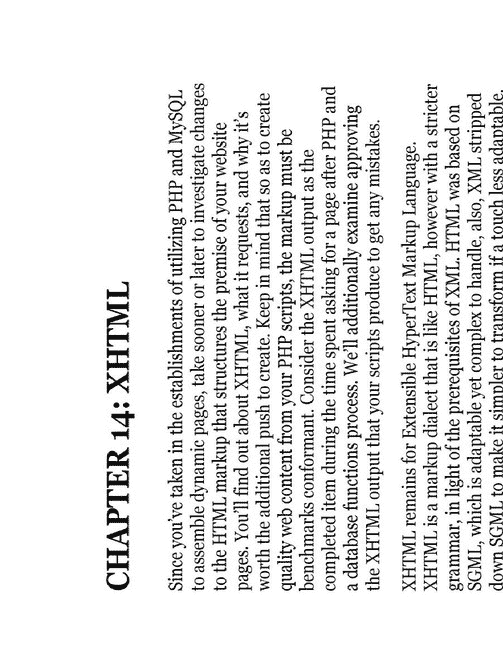 CHAPTER 14: XHTML
Since you've taken in the establishments of utilizing PHP and MySQL
to assemble dynamic pages, take sooner or later to investigate changes
to the HTML markup that structures the premise of your website
pages. You'll find out about XHTML, what it requests, and why it's
worth the additional push to create. Keep in mind that so as to create
quality web content from your PHP scripts, the markup must be
benchmarks conformant. Consider the XHTML output as the
completed item during the time spent asking for a page after PHP and
a database functions process. We'll additionally examine approving
the XHTML output that your scripts produce to get any mistakes.
XHTML remains for Extensible HyperText Markup Language.
XHTML is a markup dialect that is like HTML, however with a stricter
grammar, in light of the prerequisites of XML. HTML was based on
SGML, which is adaptable yet complex to handle, also, XML stripped
down SGML to make it simpler to transform if a touch less adaptable.